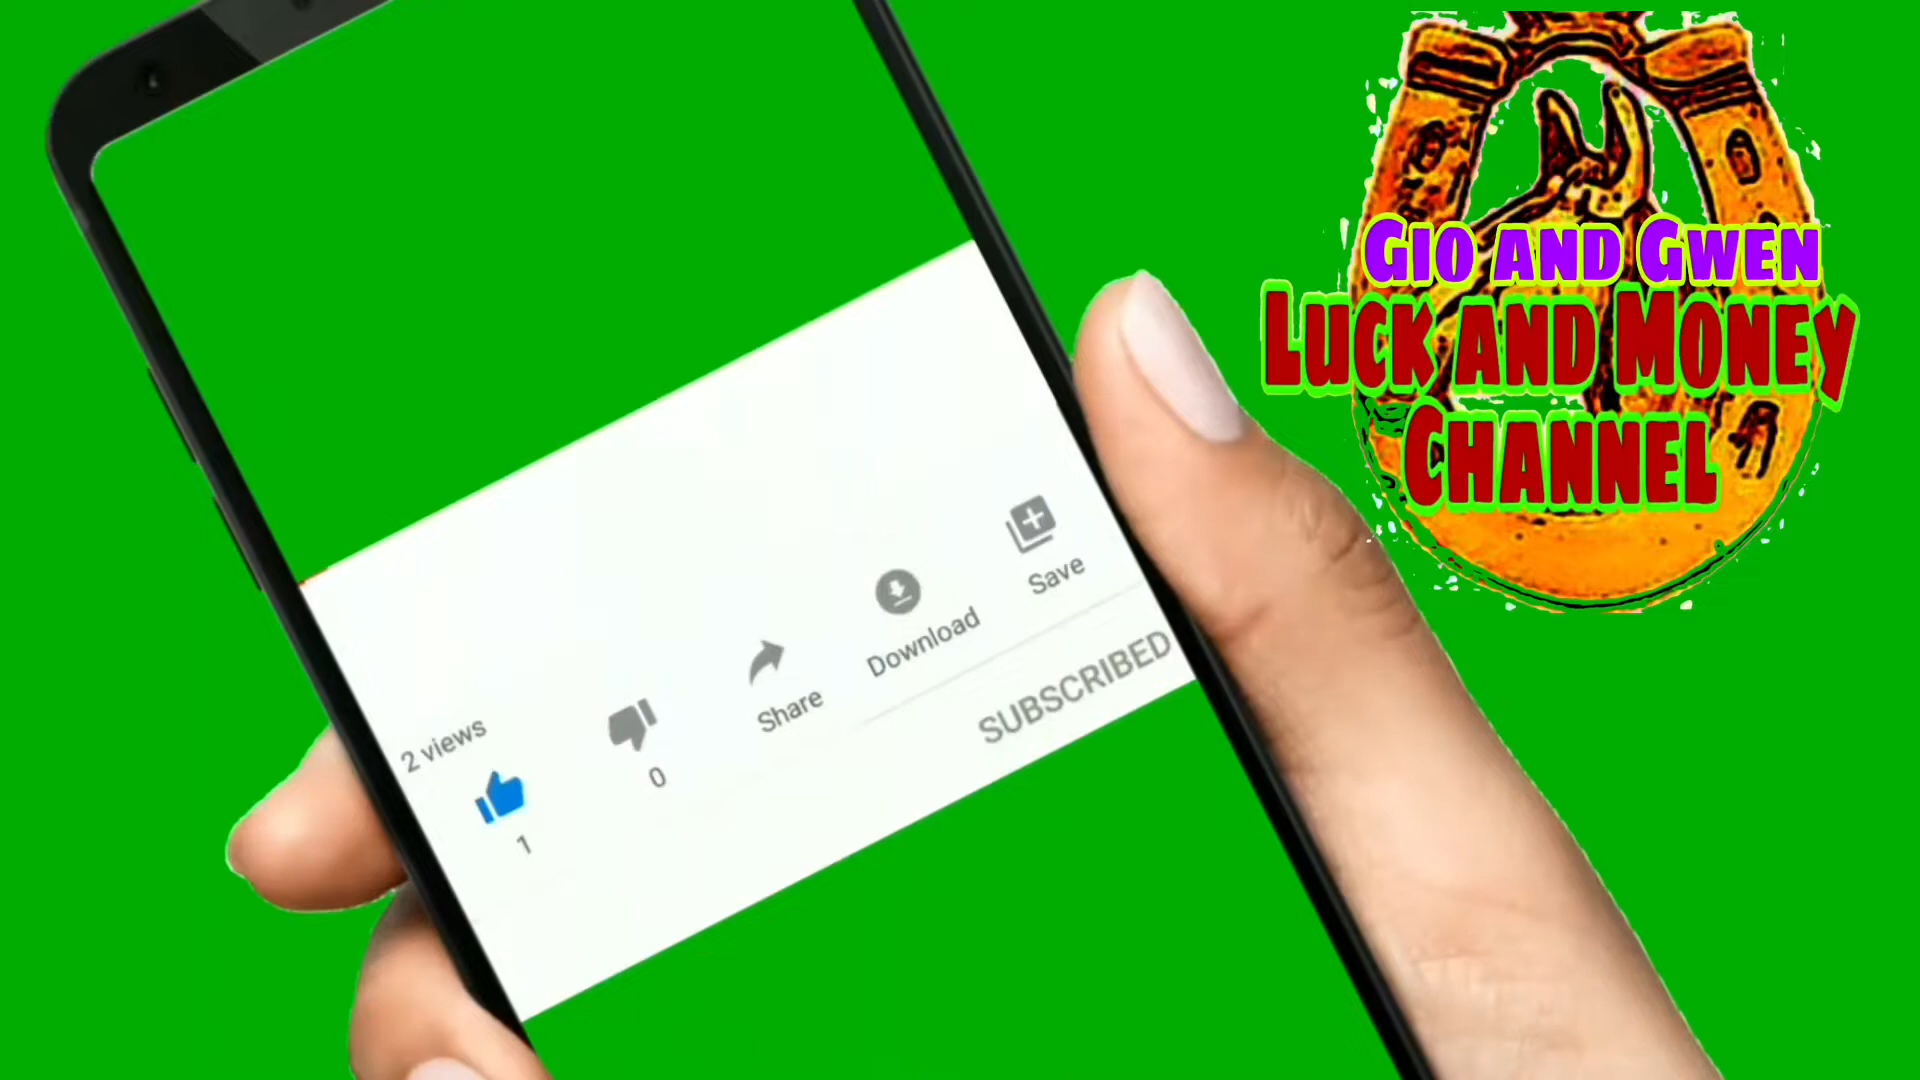 Gio and Gwen
Luck and Money
Channel
2 views
1
0
Share
Download
Save
SUBSCRIBED